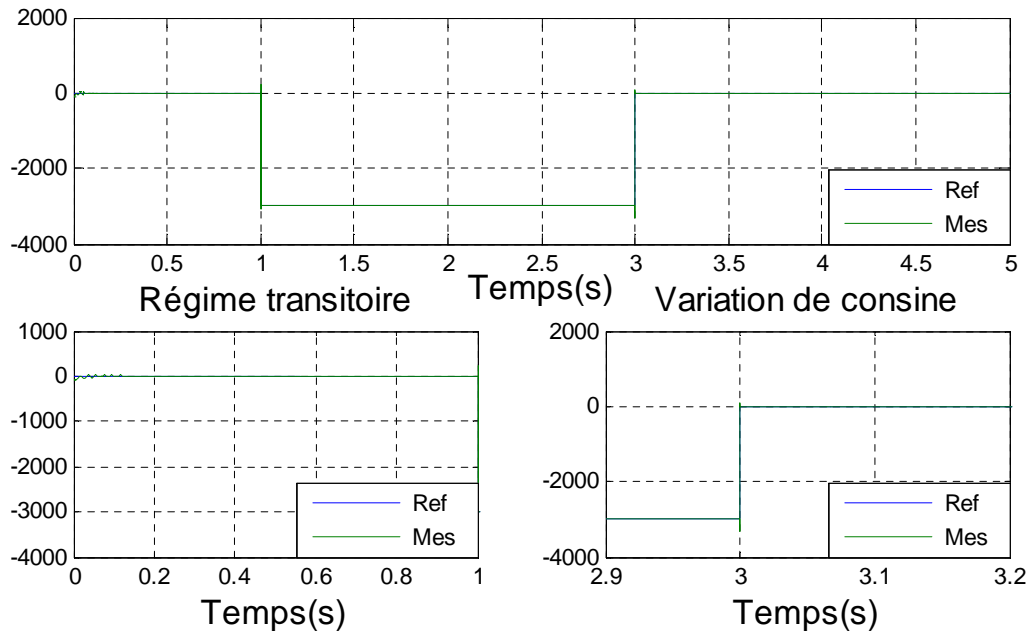 2000
0
-2000
-4000
Ref
Mes
0 0.5 1 1.5 2 2.5 3 3.5 4 4.5 5
Temps(s)
Régime transitoire
1000
0
-1000
-2000
-3000
-4000
Ref
Mes
0 0.2 0.4 0.6 0.8 1
Temps(s)
Variation de consine
2000
0
-2000
-4000
Ref
Mes
2.9 3 3.1 3.2
Temps(s)